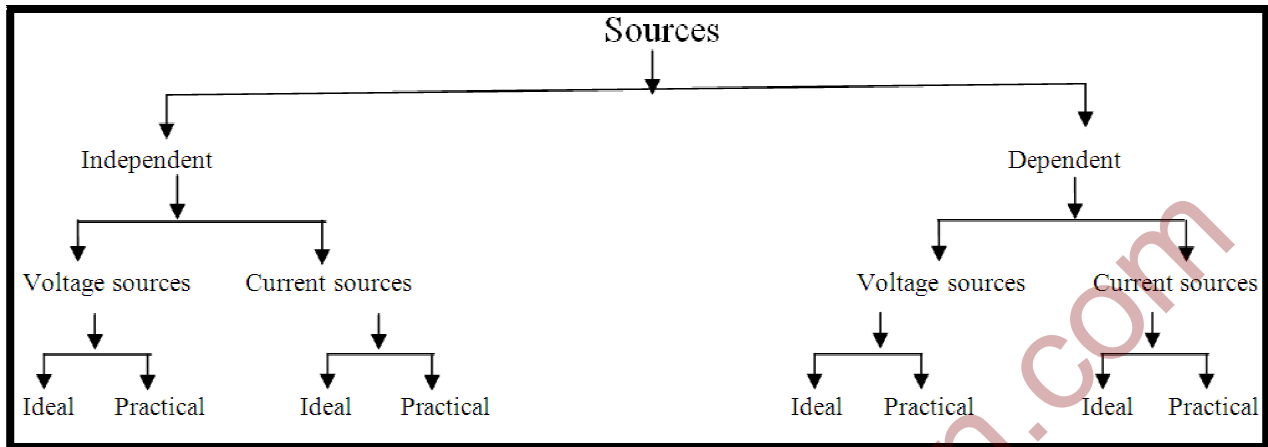 Sources
Independent Dependent
Voltage sources Current sources Voltage sources Current sources
Ideal Practical Ideal Practical Ideal Practical Ideal Practical
n.com